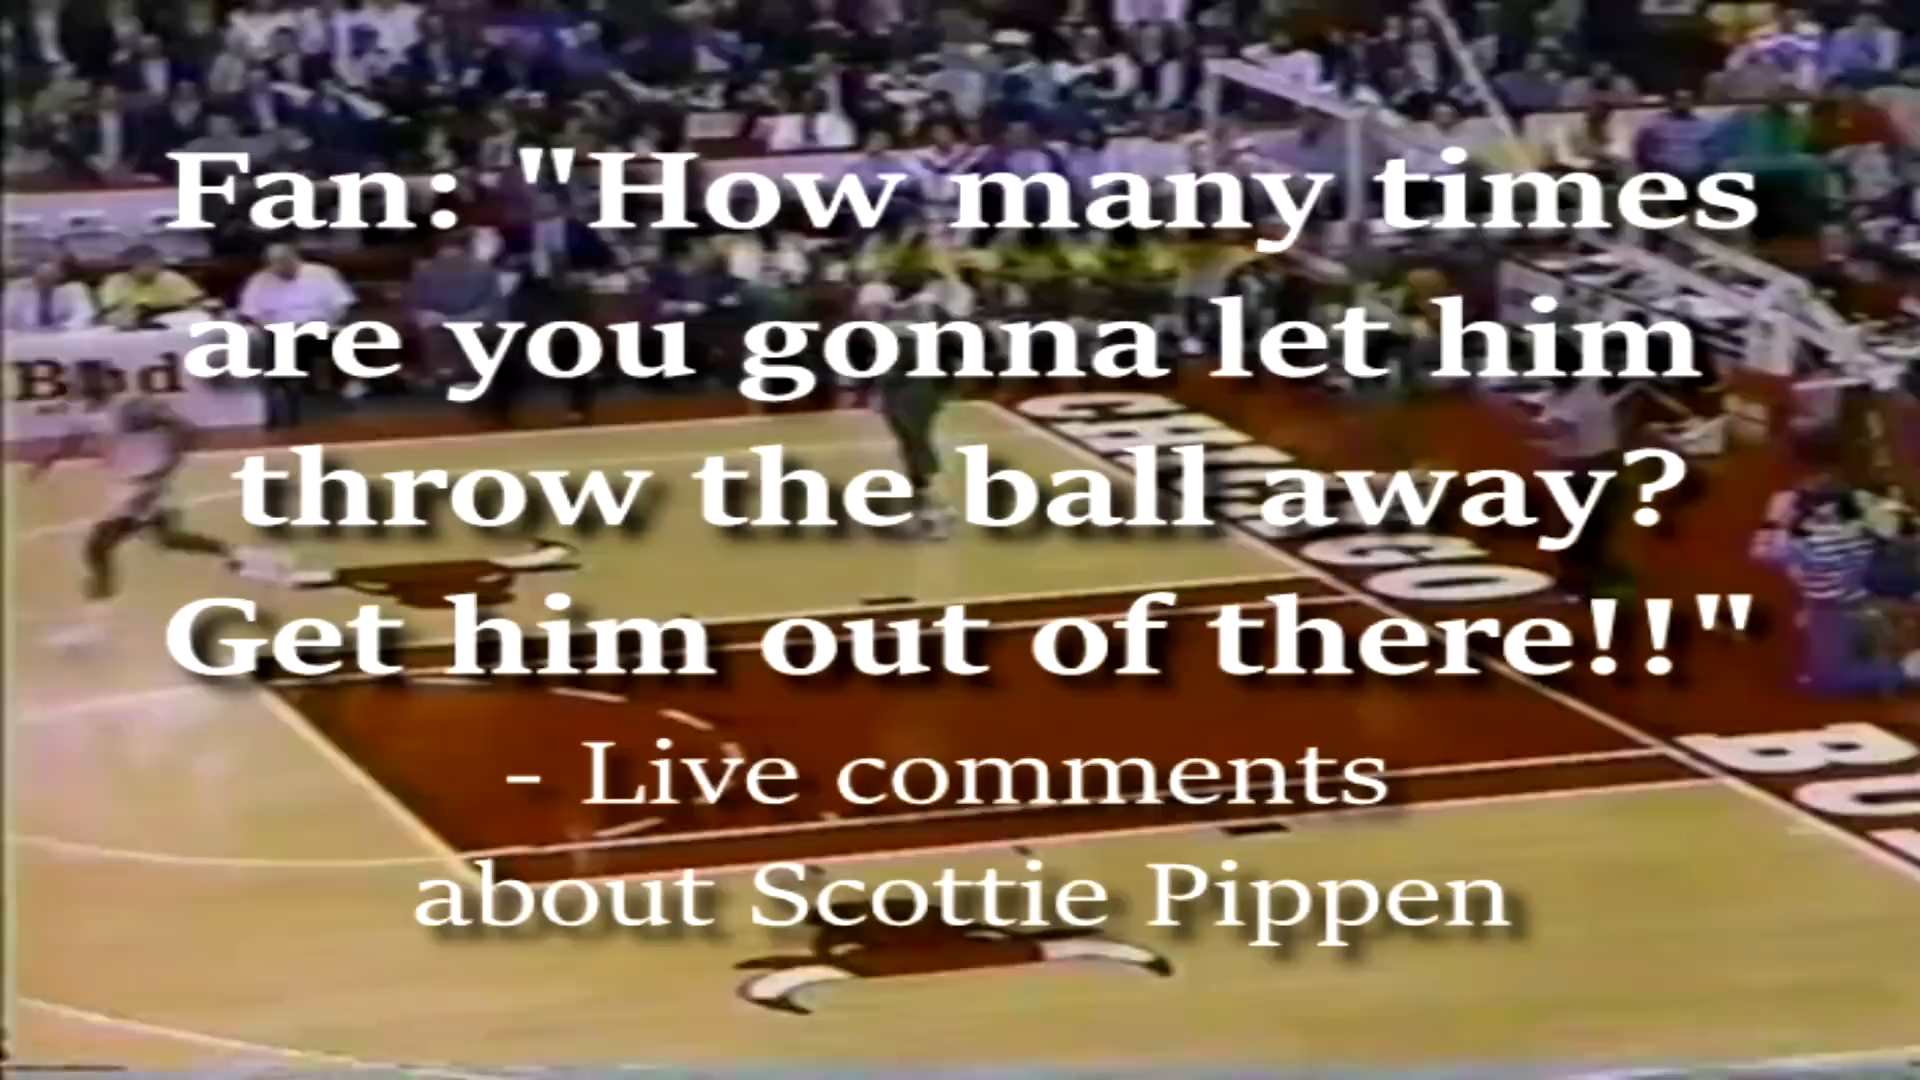 Fan: "How many times
are you gonna let him
throw the ball away?
Get him out of there!!"
- Live comments
about Scottie Pippen
CHICAGO